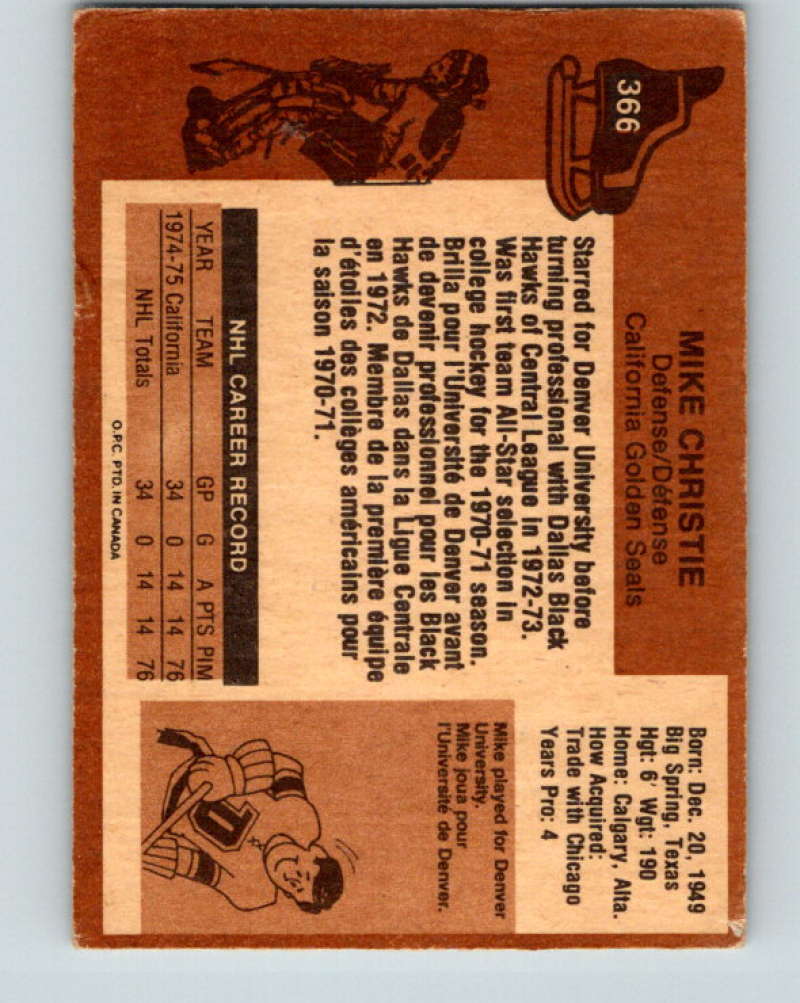 366
MIKE CHRISTIE
Defense/Défense
California Golden Seals
Born: Dec. 20, 1949
Big Spring, Texas
Hgt: 6' Wgt: 190
Home: Calgary, Alta.
How Acquired:
Trade with Chicago
Years Pro: 4
Starred for Denver University before
turning professional with Dallas Black
Hawks of Central League in 1972-73.
Was first team All-Star selection in
college hockey for the 1970-71 season.
Brilla pour l'Université de Denver avant
de devenir professionnel pour les Black
Hawks de Dallas dans la Ligue Centrale
en 1972. Membre de la première équipe
d'étoiles des collèges américains pour
la saison 1970-71.
Mike played for Denver
University.
Mike joua pour
l'Université de Denver.
NHL CAREER RECORD
YEAR TEAM GP G A PTS PIM
1974-75 California 34 0 14 14 76
NHL Totals 34 0 14 14 76
O.P.C. PTD. IN CANADA
D